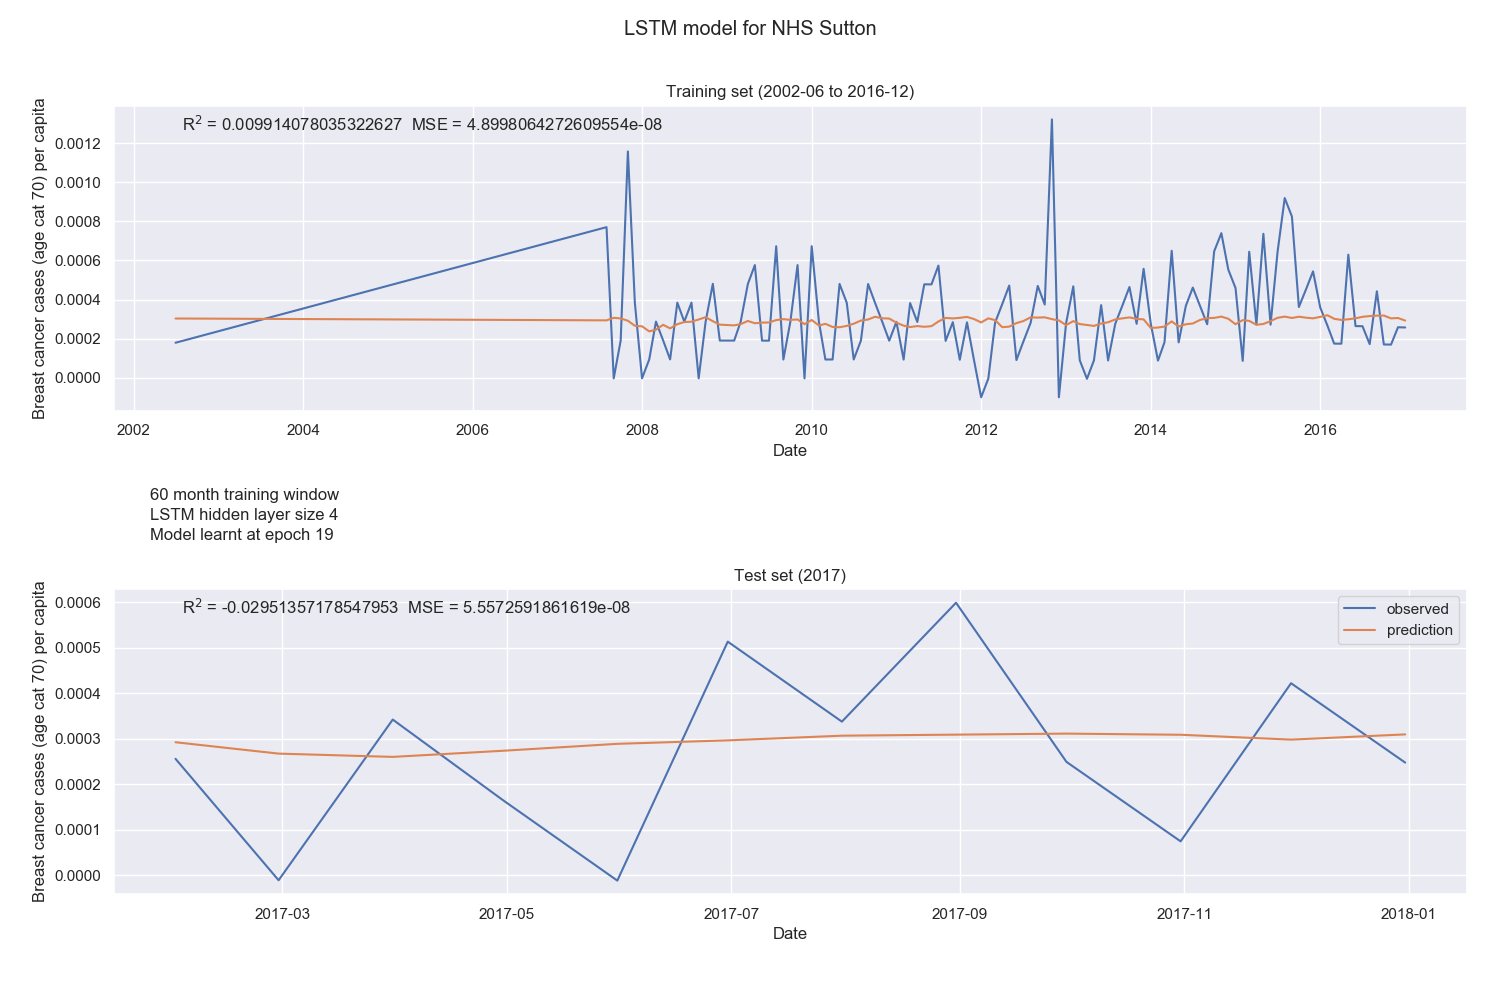 LSTM model for NHS Sutton
Training set (2002-06 to 2016-12)
R² = 0.009914078035322627 MSE = 4.8998064272609554e-08
Breast cancer cases (age cat 70) per capita
0.0012
0.0010
0.0008
0.0006
0.0004
0.0002
0.0000
2002 2004 2006 2008 2010 2012 2014 2016
Date
60 month training window
LSTM hidden layer size 4
Model learnt at epoch 19
Test set (2017)
R² = -0.02951357178547953 MSE = 5.5572591861619e-08
observed
prediction
Breast cancer cases (age cat 70) per capita
0.0006
0.0005
0.0004
0.0003
0.0002
0.0001
0.0000
2017-03 2017-05 2017-07 2017-09 2017-11 2018-01
Date